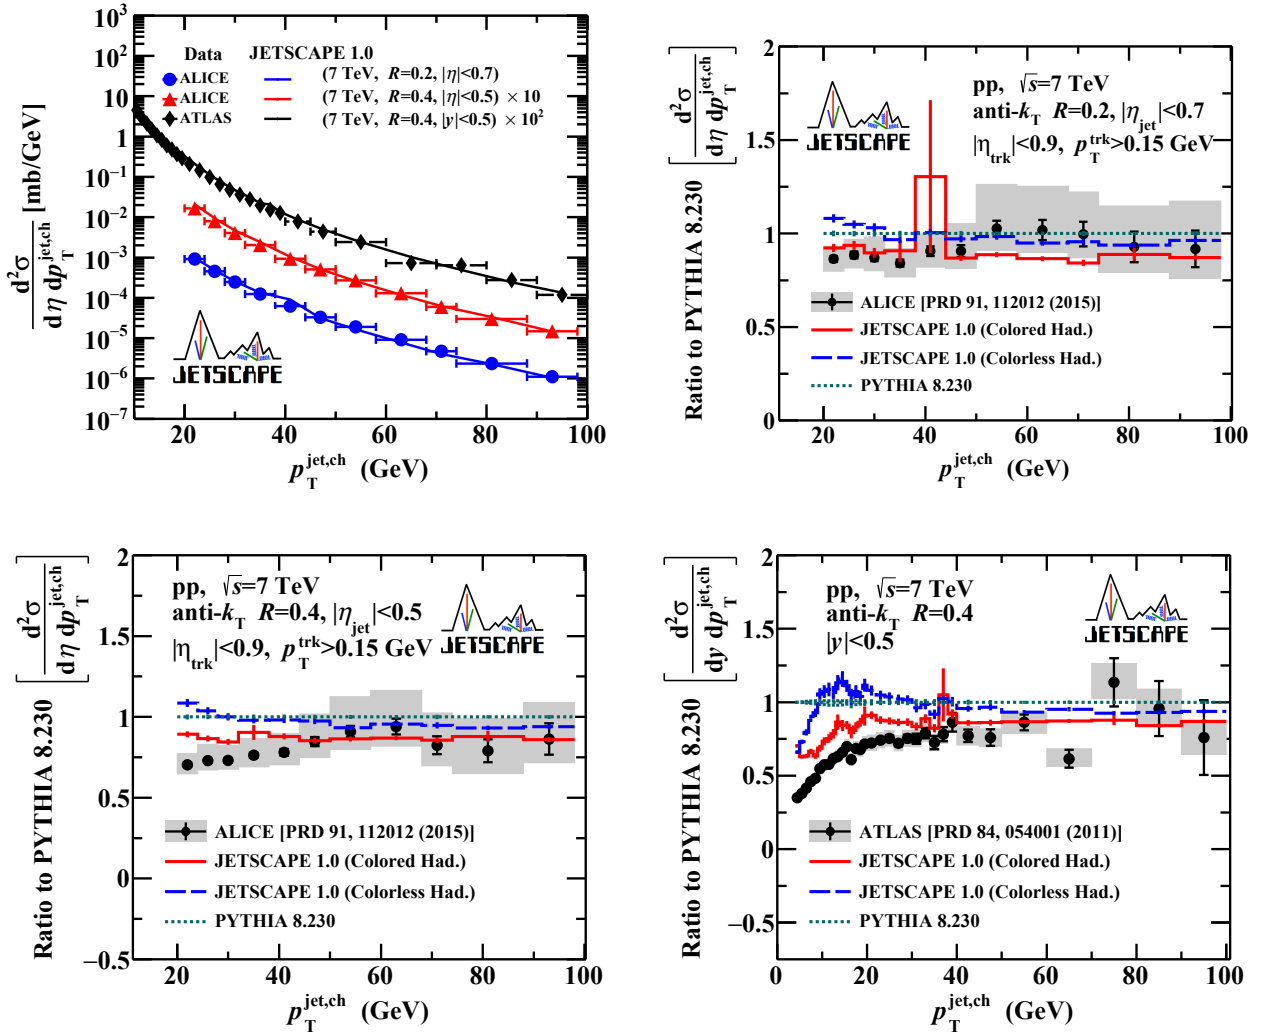 d²σ
dη dp_T^{jet,ch} [mb/GeV]
10³
10²
10
1
10⁻¹
10⁻²
10⁻³
10⁻⁴
10⁻⁵
10⁻⁶
10⁻⁷
Data JETSCAPE 1.0
ALICE (7 TeV, R=0.2, |η|<0.7)
ALICE (7 TeV, R=0.4, |η|<0.5) × 10
ATLAS (7 TeV, R=0.4, |y|<0.5) × 10²
JETSCAPE
20 40 60 80 100
p_T^{jet,ch} (GeV)
Ratio to PYTHIA 8.230 [d²σ / dη dp_T^{jet,ch}]
2
1.5
1
0.5
0
JETSCAPE
pp, √s=7 TeV
anti-k_T R=0.2, |η_jet|<0.7
|η_trk|<0.9, p_T^{trk}>0.15 GeV
ALICE [PRD 91, 112012 (2015)]
JETSCAPE 1.0 (Colored Had.)
JETSCAPE 1.0 (Colorless Had.)
PYTHIA 8.230
20 40 60 80 100
p_T^{jet,ch} (GeV)
Ratio to PYTHIA 8.230 [d²σ / dη dp_T^{jet,ch}]
2
1.5
1
0.5
0
−0.5
pp, √s=7 TeV
anti-k_T R=0.4, |η_jet|<0.5
|η_trk|<0.9, p_T^{trk}>0.15 GeV
JETSCAPE
ALICE [PRD 91, 112012 (2015)]
JETSCAPE 1.0 (Colored Had.)
JETSCAPE 1.0 (Colorless Had.)
PYTHIA 8.230
20 40 60 80 100
p_T^{jet,ch} (GeV)
Ratio to PYTHIA 8.230 [d²σ / dy dp_T^{jet,ch}]
2
1.5
1
0.5
0
−0.5
pp, √s=7 TeV
anti-k_T R=0.4
|y|<0.5
JETSCAPE
ATLAS [PRD 84, 054001 (2011)]
JETSCAPE 1.0 (Colored Had.)
JETSCAPE 1.0 (Colorless Had.)
PYTHIA 8.230
5 10 20 40 60 80 100
p_T^{jet,ch} (GeV)